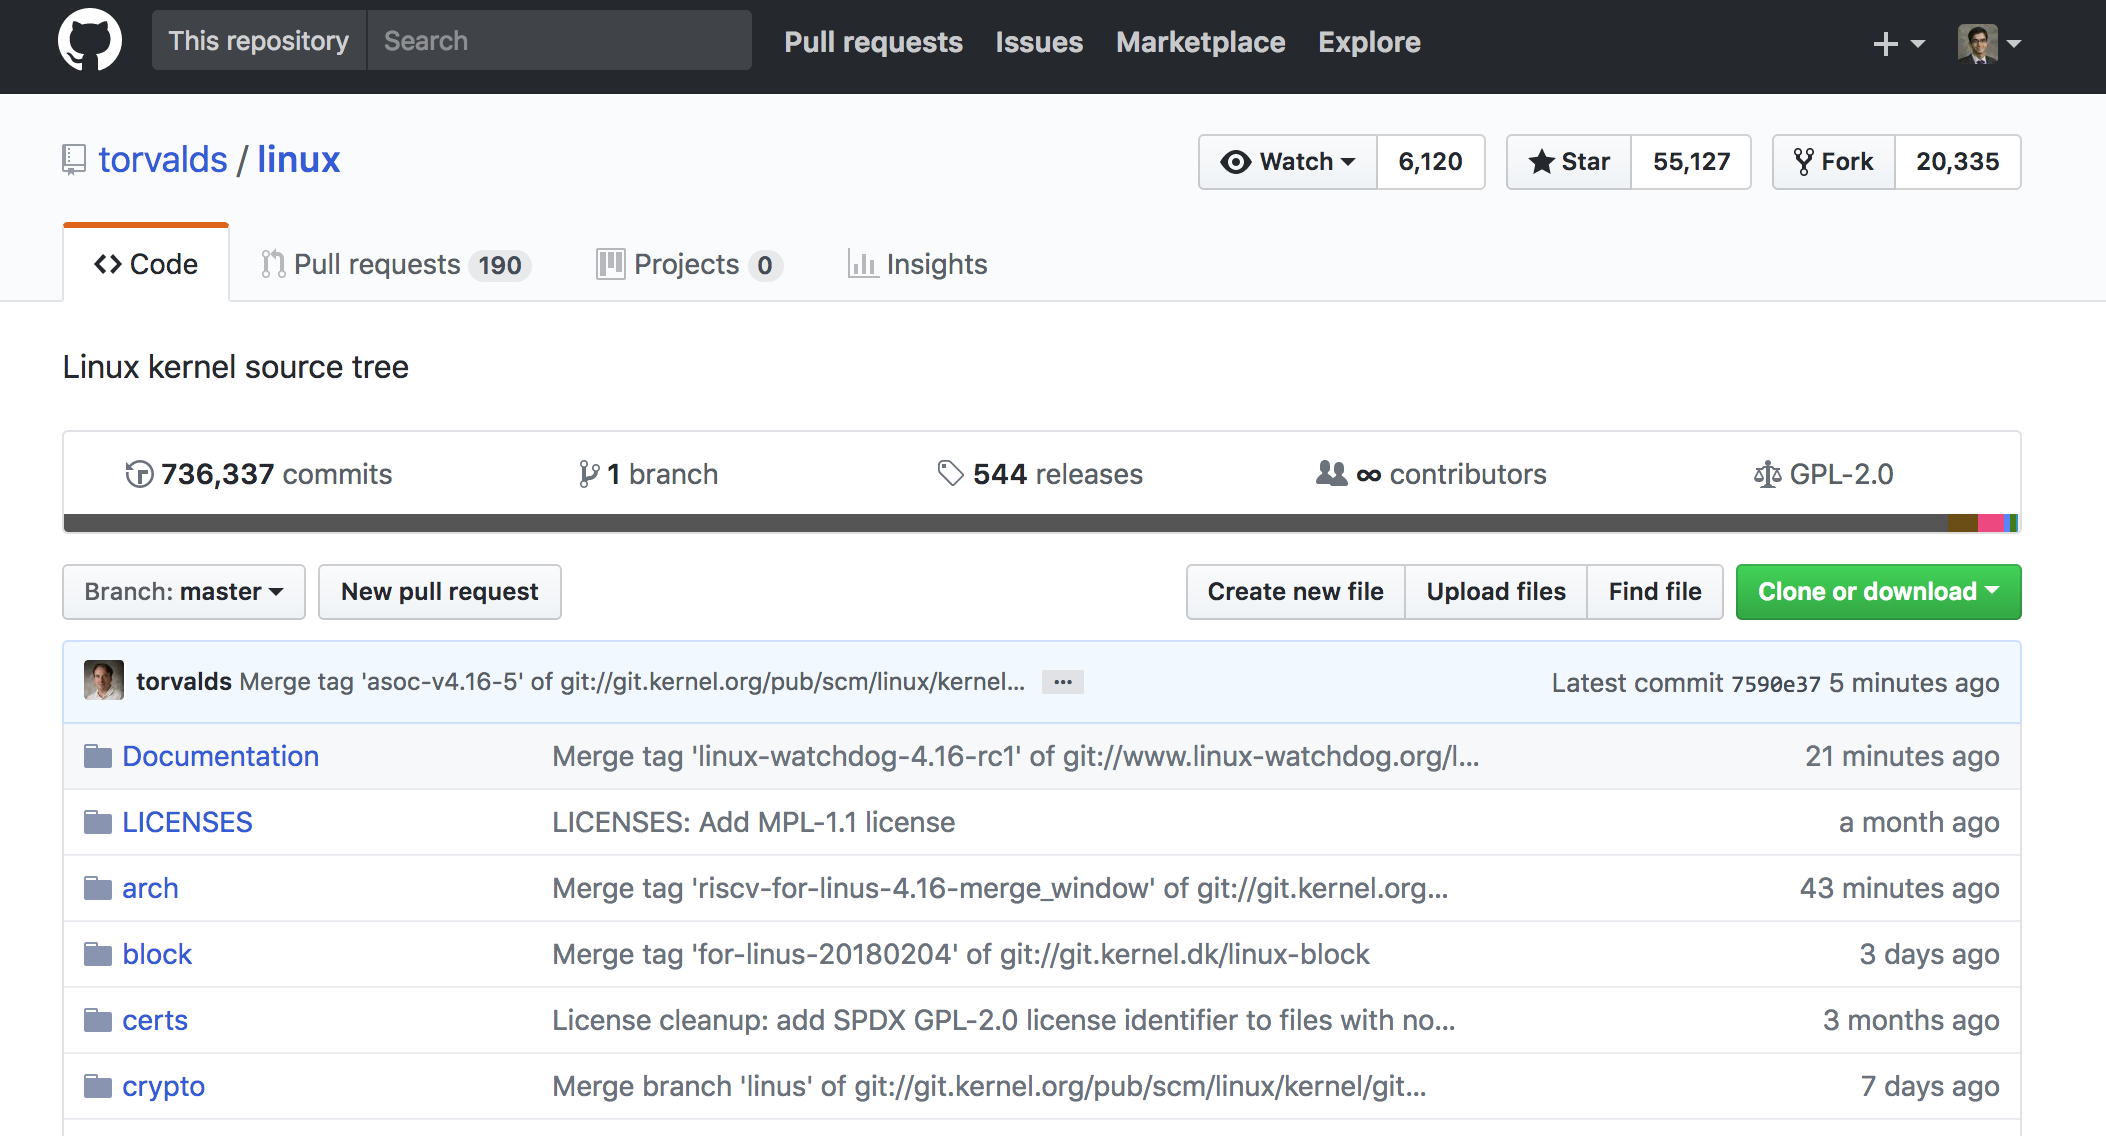 This repository Search Pull requests Issues Marketplace Explore
torvalds / linux Watch 6,120 Star 55,127 Fork 20,335
Code Pull requests 190 Projects 0 Insights
Linux kernel source tree
736,337 commits 1 branch 544 releases ∞ contributors GPL-2.0
Branch: master New pull request Create new file Upload files Find file Clone or download
torvalds Merge tag 'asoc-v4.16-5' of git://git.kernel.org/pub/scm/linux/kernel... ... Latest commit 7590e37 5 minutes ago
Documentation Merge tag 'linux-watchdog-4.16-rc1' of git://www.linux-watchdog.org/l... 21 minutes ago
LICENSES LICENSES: Add MPL-1.1 license a month ago
arch Merge tag 'riscv-for-linus-4.16-merge_window' of git://git.kernel.org... 43 minutes ago
block Merge tag 'for-linus-20180204' of git://git.kernel.dk/linux-block 3 days ago
certs License cleanup: add SPDX GPL-2.0 license identifier to files with no... 3 months ago
crypto Merge branch 'linus' of git://git.kernel.org/pub/scm/linux/kernel/git... 7 days ago